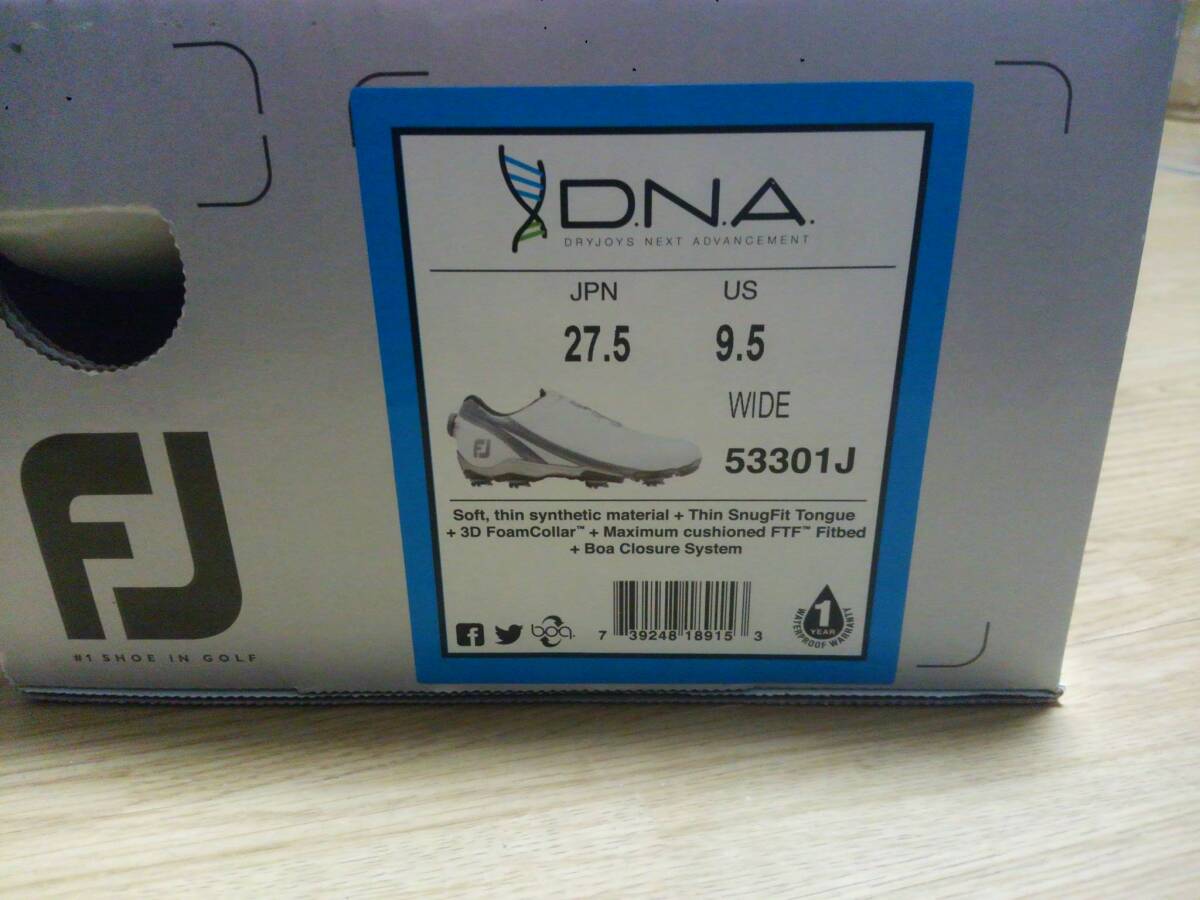 D.N.A.
DRYJOYS NEXT ADVANCEMENT
JPN US
27.5 9.5
WIDE
FJ
53301J
Soft, thin synthetic material + Thin SnugFit Tongue
+ 3D FoamCollar™ + Maximum cushioned FTF™ Fitbed
+ Boa Closure System
boa
7 39248 18915 3
1
YEAR
WATERPROOF WARRANTY
FJ
#1 SHOE IN GOLF